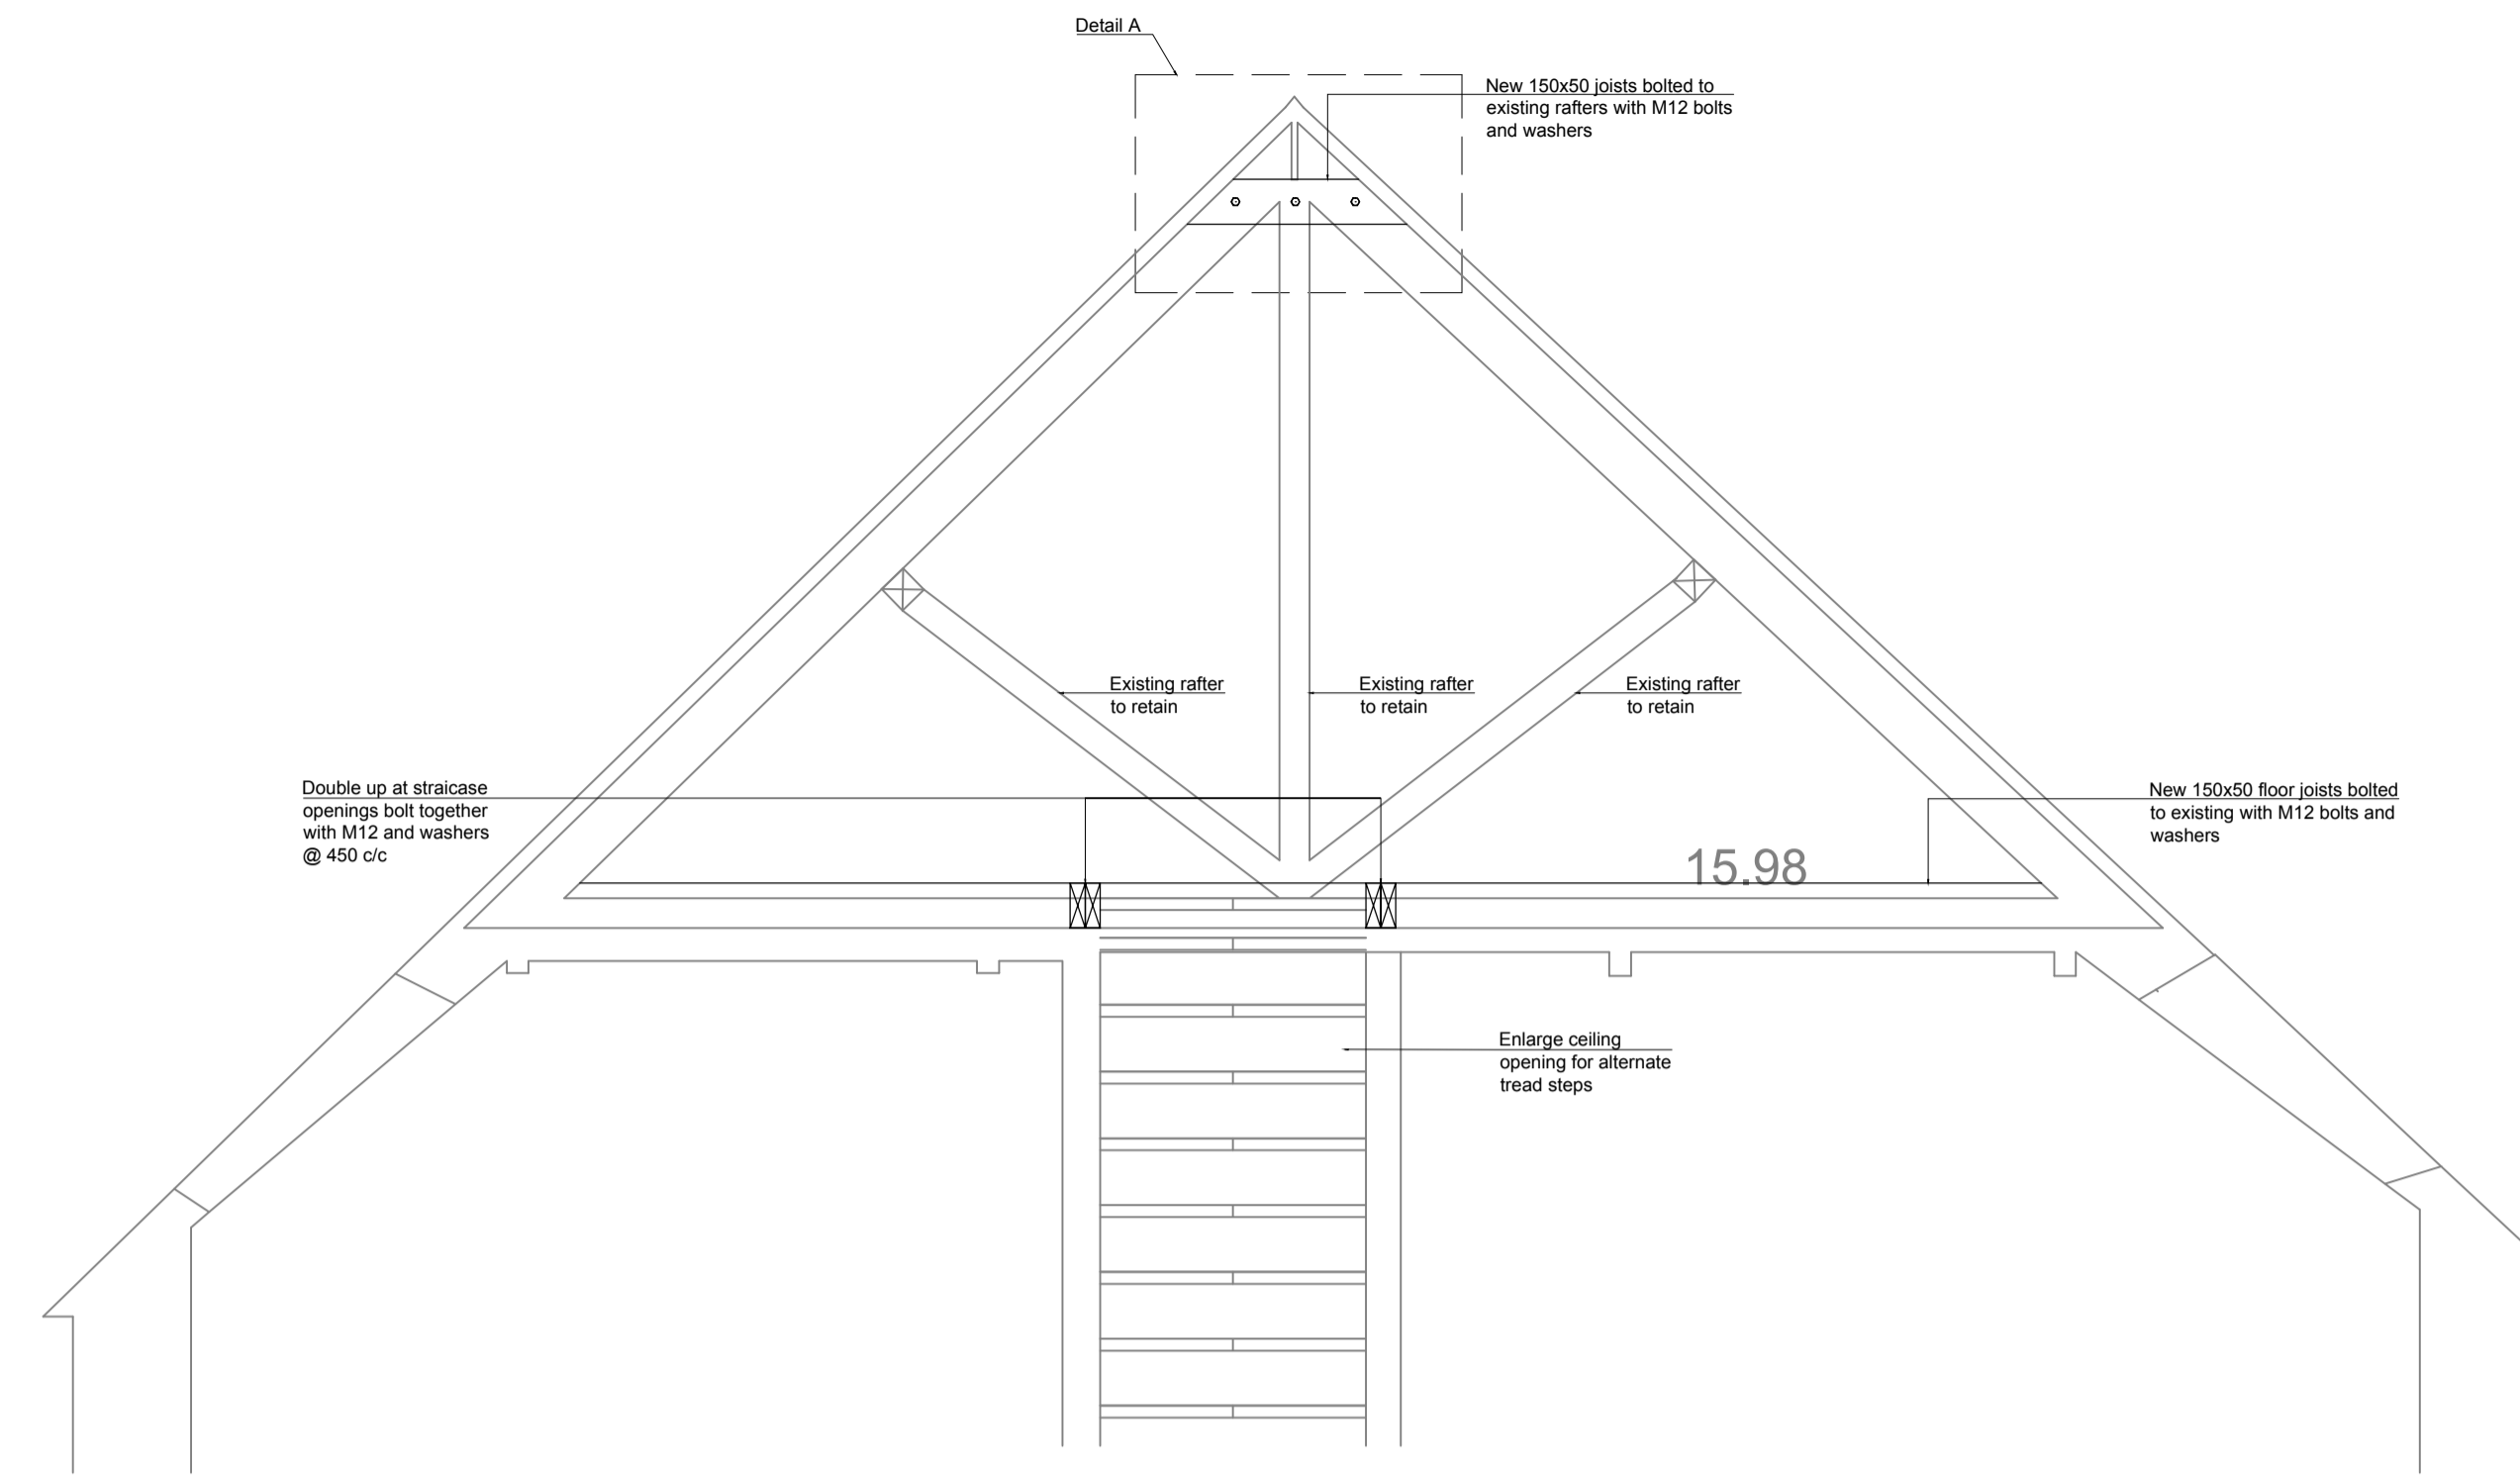 Detail A
New 150x50 joists bolted to
existing rafters with M12 bolts
and washers
Existing rafter
to retain
Existing rafter
to retain
Existing rafter
to retain
Double up at straicase
openings bolt together
with M12 and washers
@ 450 c/c
New 150x50 floor joists bolted
to existing with M12 bolts and
washers
15.98
Enlarge ceiling
opening for alternate
tread steps